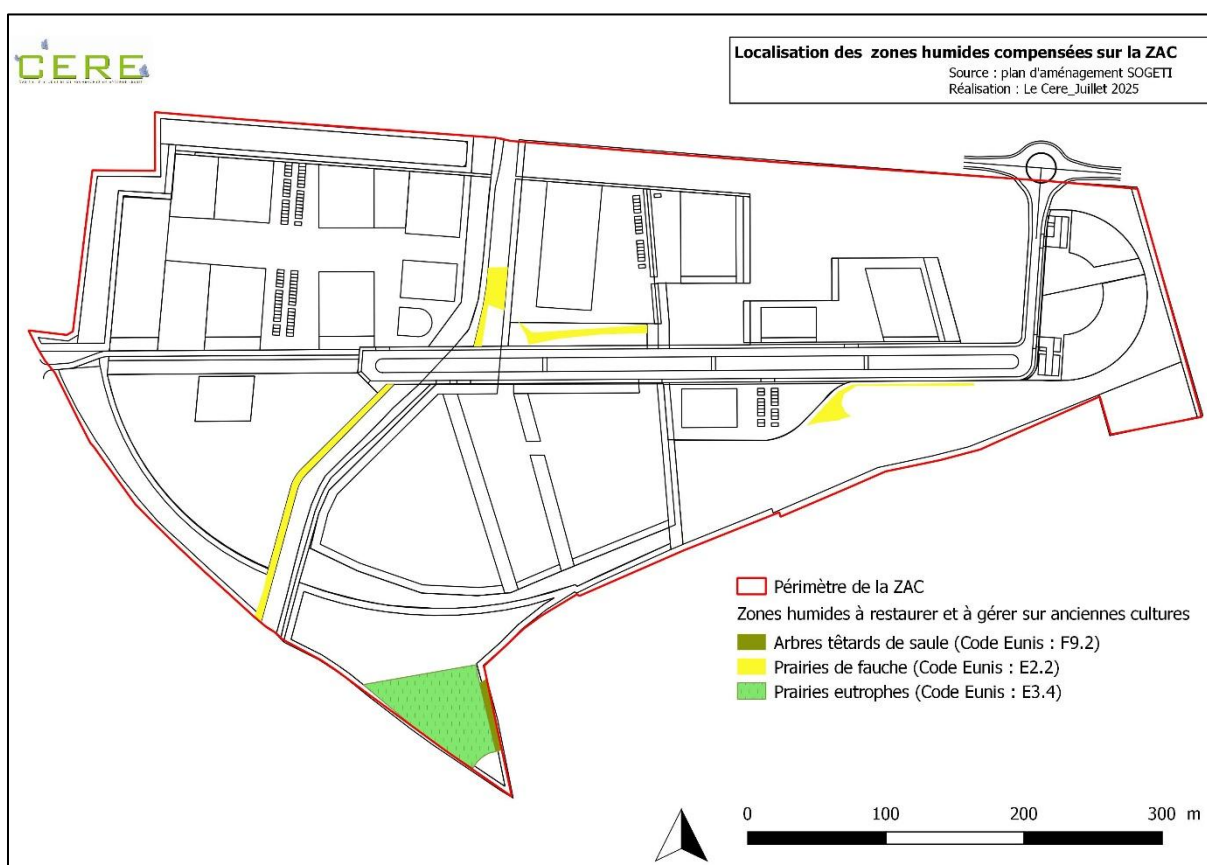 CERE
Localisation des zones humides compensées sur la ZAC
Source : plan d'aménagement SOGETI
Réalisation : Le Cere_Juillet 2025
Périmètre de la ZAC
Zones humides à restaurer et à gérer sur anciennes cultures
Arbres têtards de saule (Code Eunis : F9.2)
Prairies de fauche (Code Eunis : E2.2)
Prairies eutrophes (Code Eunis : E3.4)
0 100 200 300 m